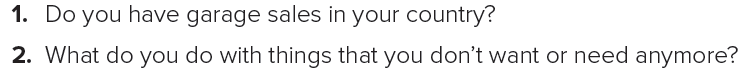 1. Do you have garage sales in your country?
2. What do you do with things that you don’t want or need anymore?